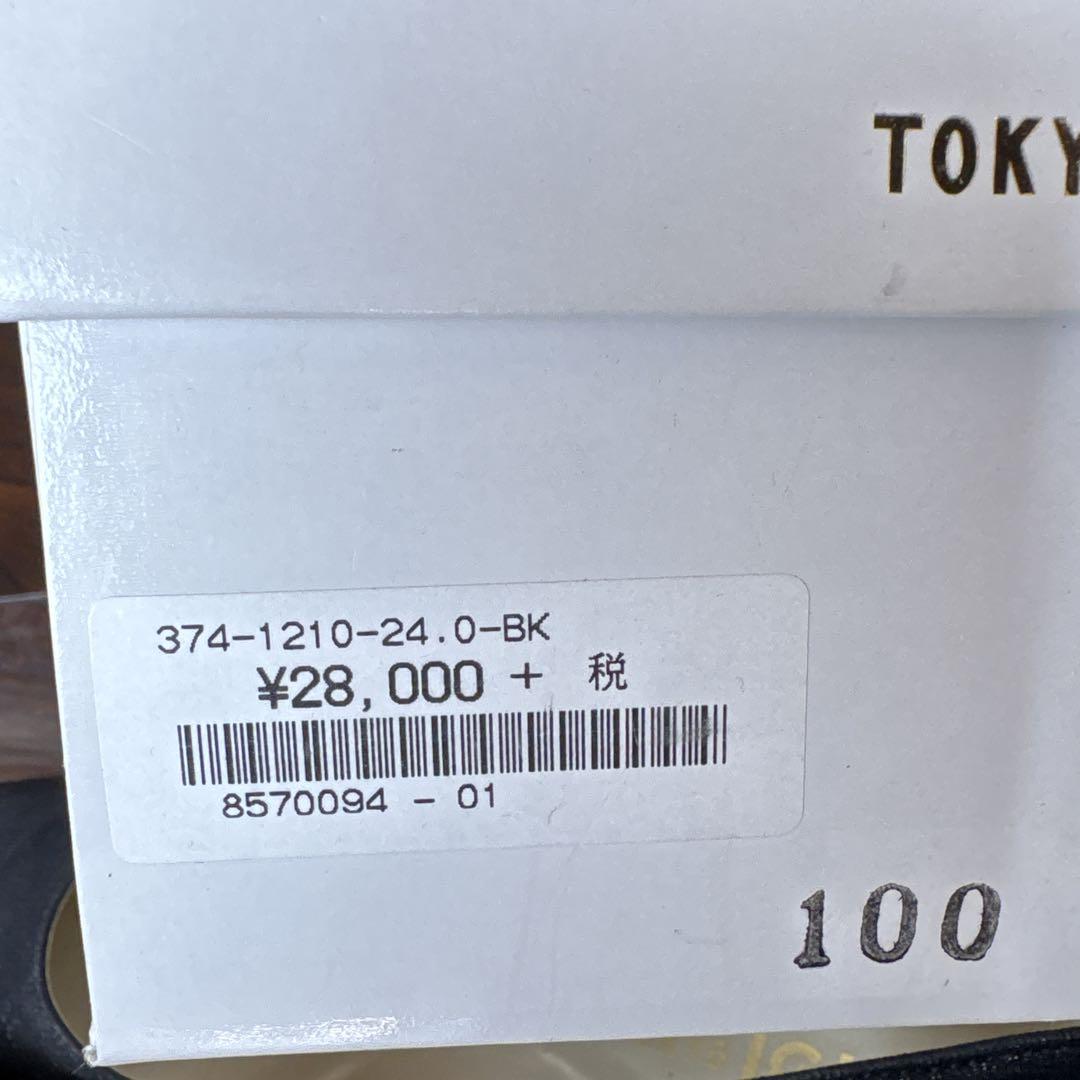 TOKY
374-1210-24.0-BK
¥28,000 + 税
8570094 - 01
100